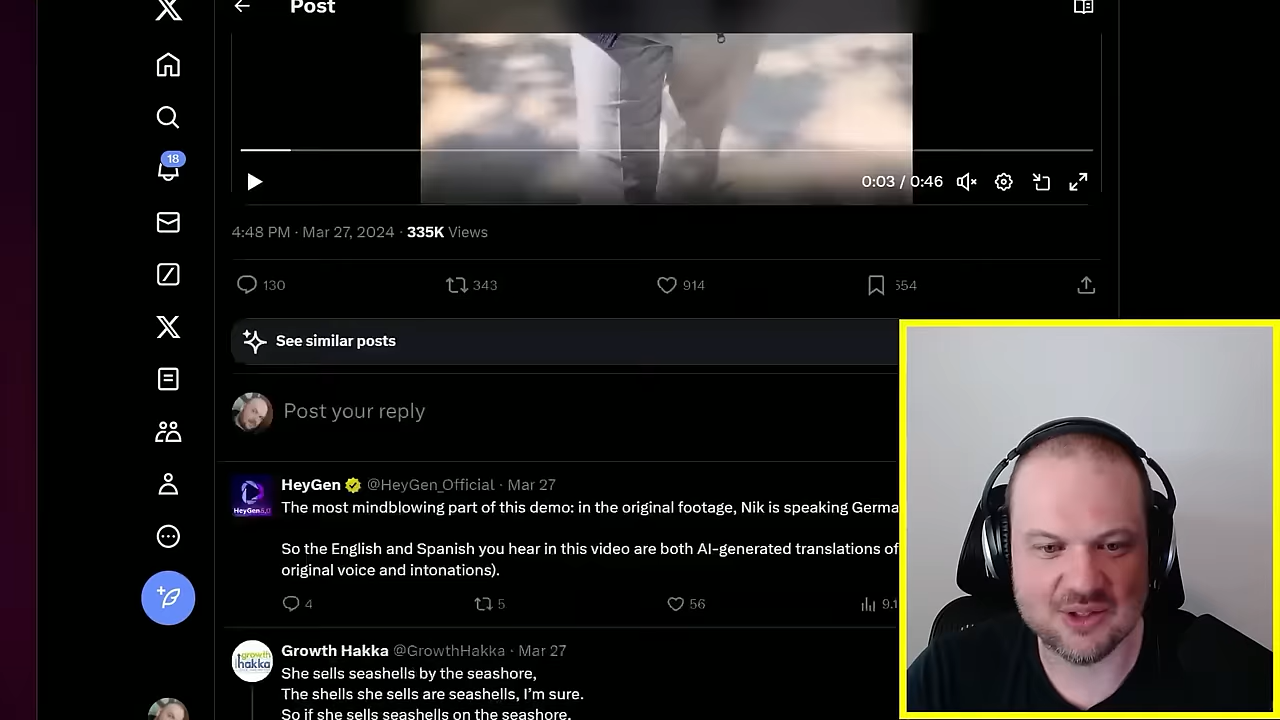 Post
18
0:03 / 0:46
4:48 PM · Mar 27, 2024 · 335K Views
130
343
914
554
See similar posts
Post your reply
HeyGen @HeyGen_Official · Mar 27
The most mindblowing part of this demo: in the original footage, Nik is speaking Germa
So the English and Spanish you hear in this video are both AI-generated translations of
original voice and intonations).
4
5
56
9.1
Growth Hakka @GrowthHakka · Mar 27
She sells seashells by the seashore,
The shells she sells are seashells, I’m sure.
So if she sells seashells on the seashore,